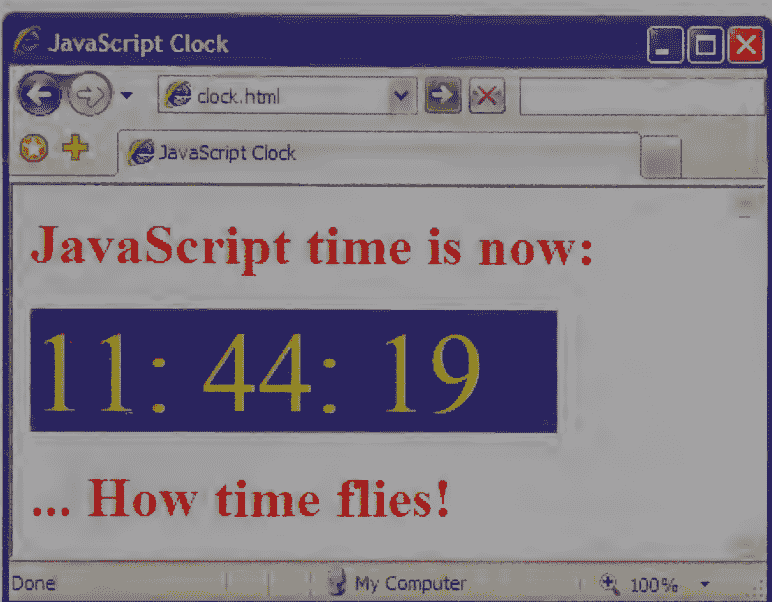 JavaScript Clock
clock.html
JavaScript Clock
JavaScript time is now:
11: 44: 19
... How time flies!
Done My Computer 100%